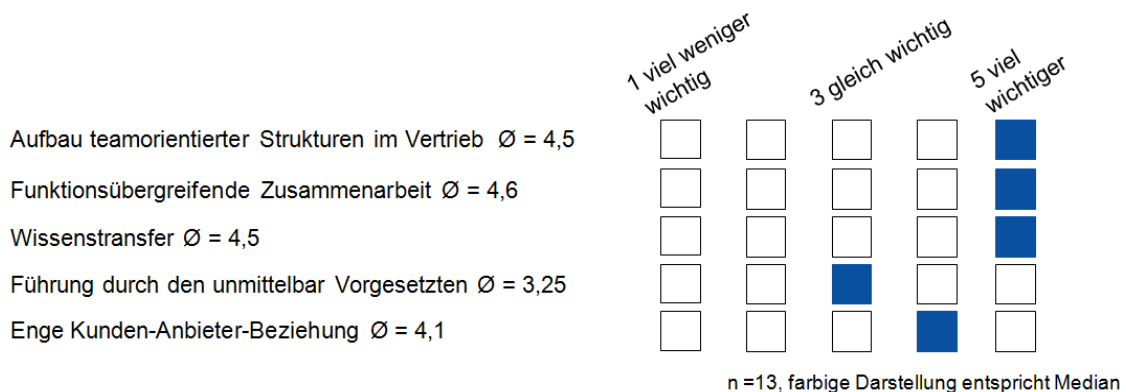 1 viel weniger
wichtig
3 gleich wichtig
5 viel
wichtiger
Aufbau teamorientierter Strukturen im Vertrieb Ø = 4,5
Funktionsübergreifende Zusammenarbeit Ø = 4,6
Wissenstransfer Ø = 4,5
Führung durch den unmittelbar Vorgesetzten Ø = 3,25
Enge Kunden-Anbieter-Beziehung Ø = 4,1
n =13, farbige Darstellung entspricht Median